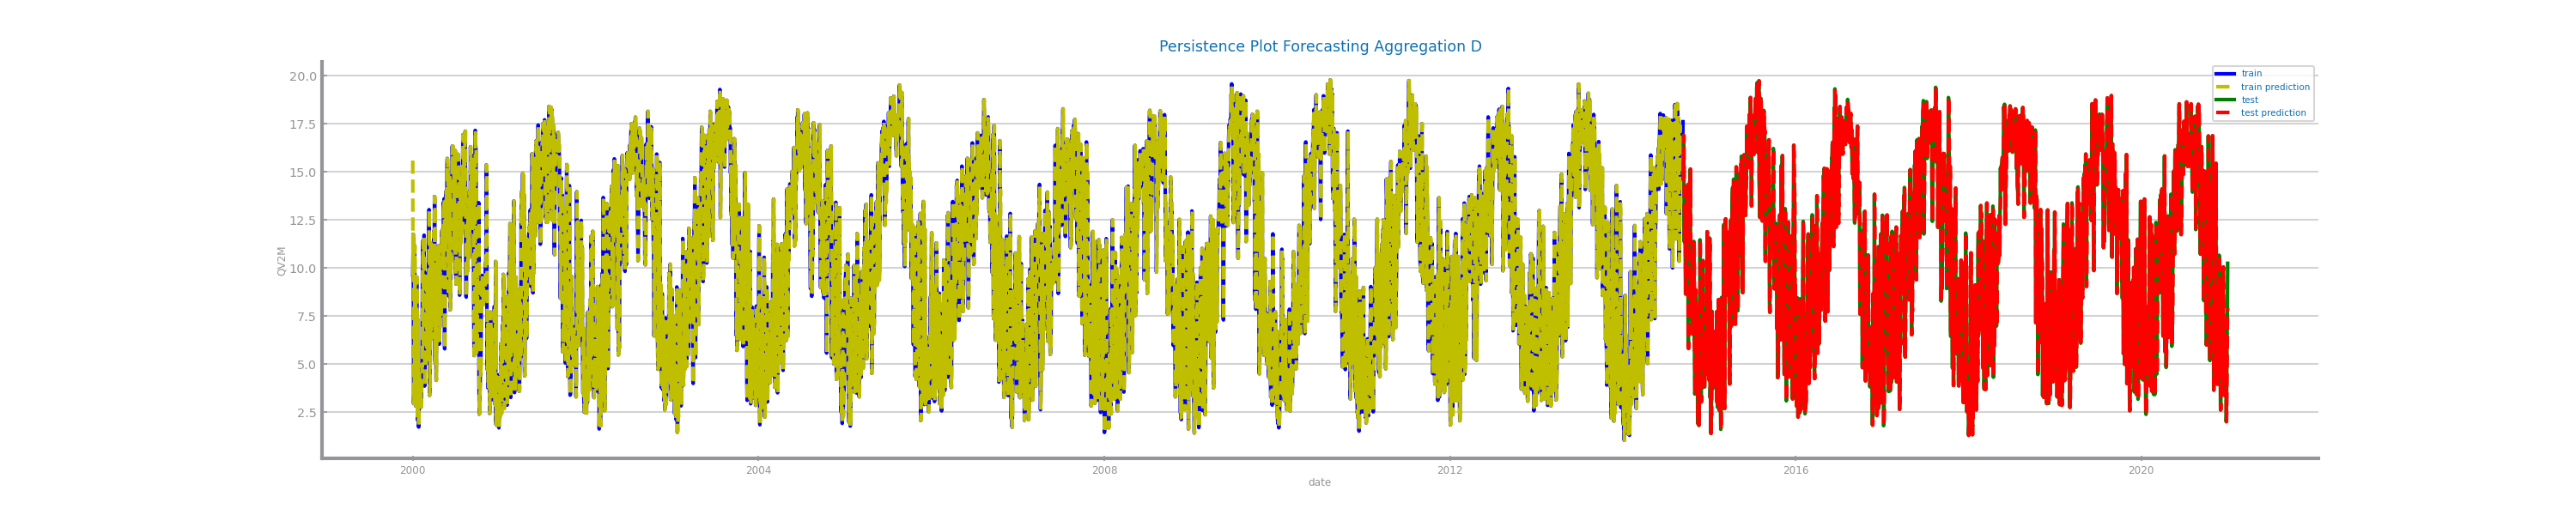 Persistence Plot Forecasting Aggregation D
20.0
17.5
15.0
12.5
10.0
7.5
5.0
2.5
QV2M
train
train prediction
test
test prediction
2000 2004 2008 2012 2016 2020
date